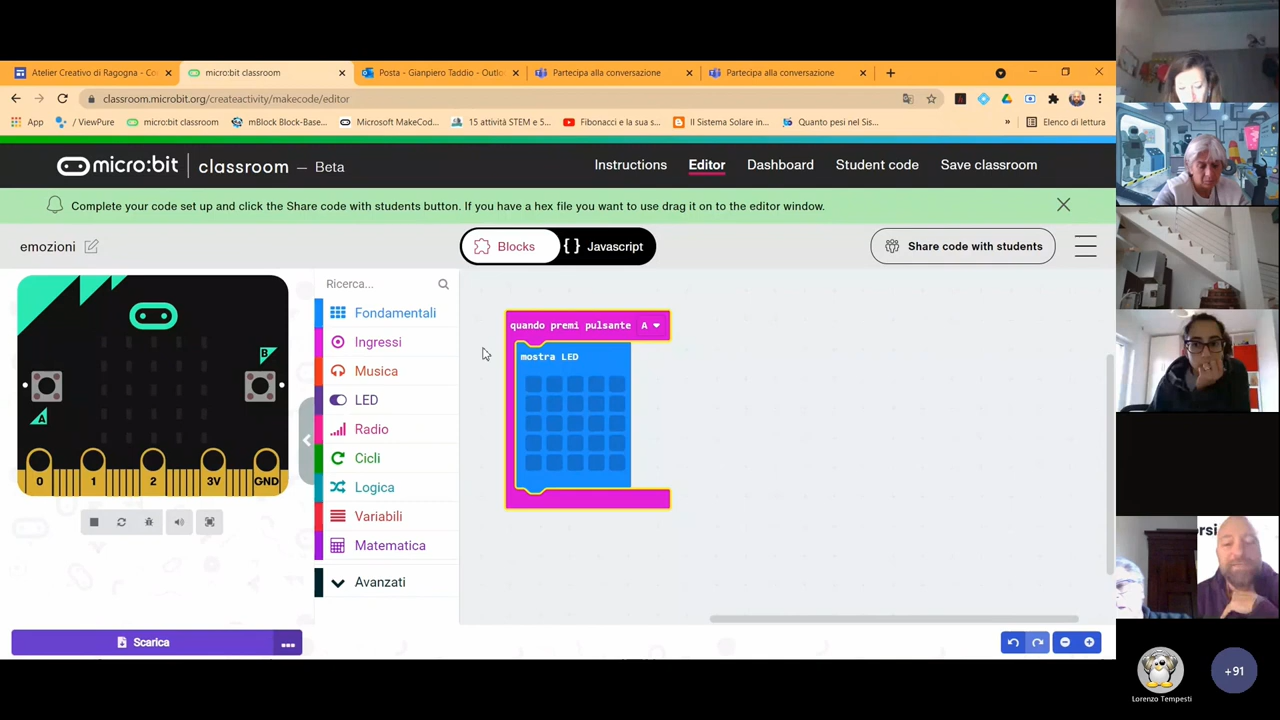 Atelier Creativo di Ragogna - Co
micro:bit classroom
Posta - Gianpiero Taddio - Outlo
Partecipa alla conversazione
Partecipa alla conversazione
classroom.microbit.org/createactivity/makecode/editor
App
/ ViewPure
micro:bit classroom
mBlock Block-Base...
Microsoft MakeCod...
15 attività STEM e 5...
Fibonacci e la sua s...
Il Sistema Solare in...
Quanto pesi nel Sis...
»
Elenco di lettura
micro:bit | classroom — Beta
Instructions
Editor
Dashboard
Student code
Save classroom
Complete your code set up and click the Share code with students button. If you have a hex file you want to use drag it on to the editor window.
emozioni
Blocks
{ } Javascript
Share code with students
Ricerca...
Fondamentali
Ingressi
Musica
LED
Radio
Cicli
Logica
Variabili
Matematica
Avanzati
B
A
0 1 2 3V GND
quando premi pulsante A
mostra LED
Scarica
...
rsi
+91
Lorenzo Tempesti